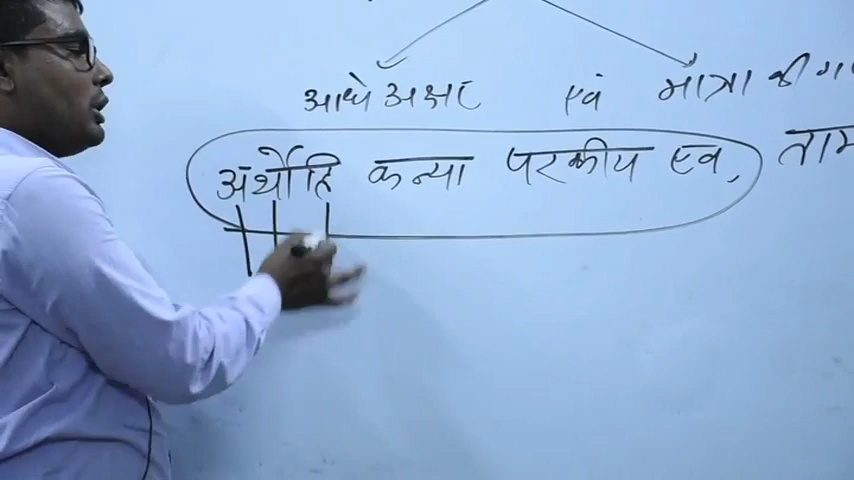 आधे अक्षर एवं मात्रा की
अर्थोहि कन्या परकीय एव,